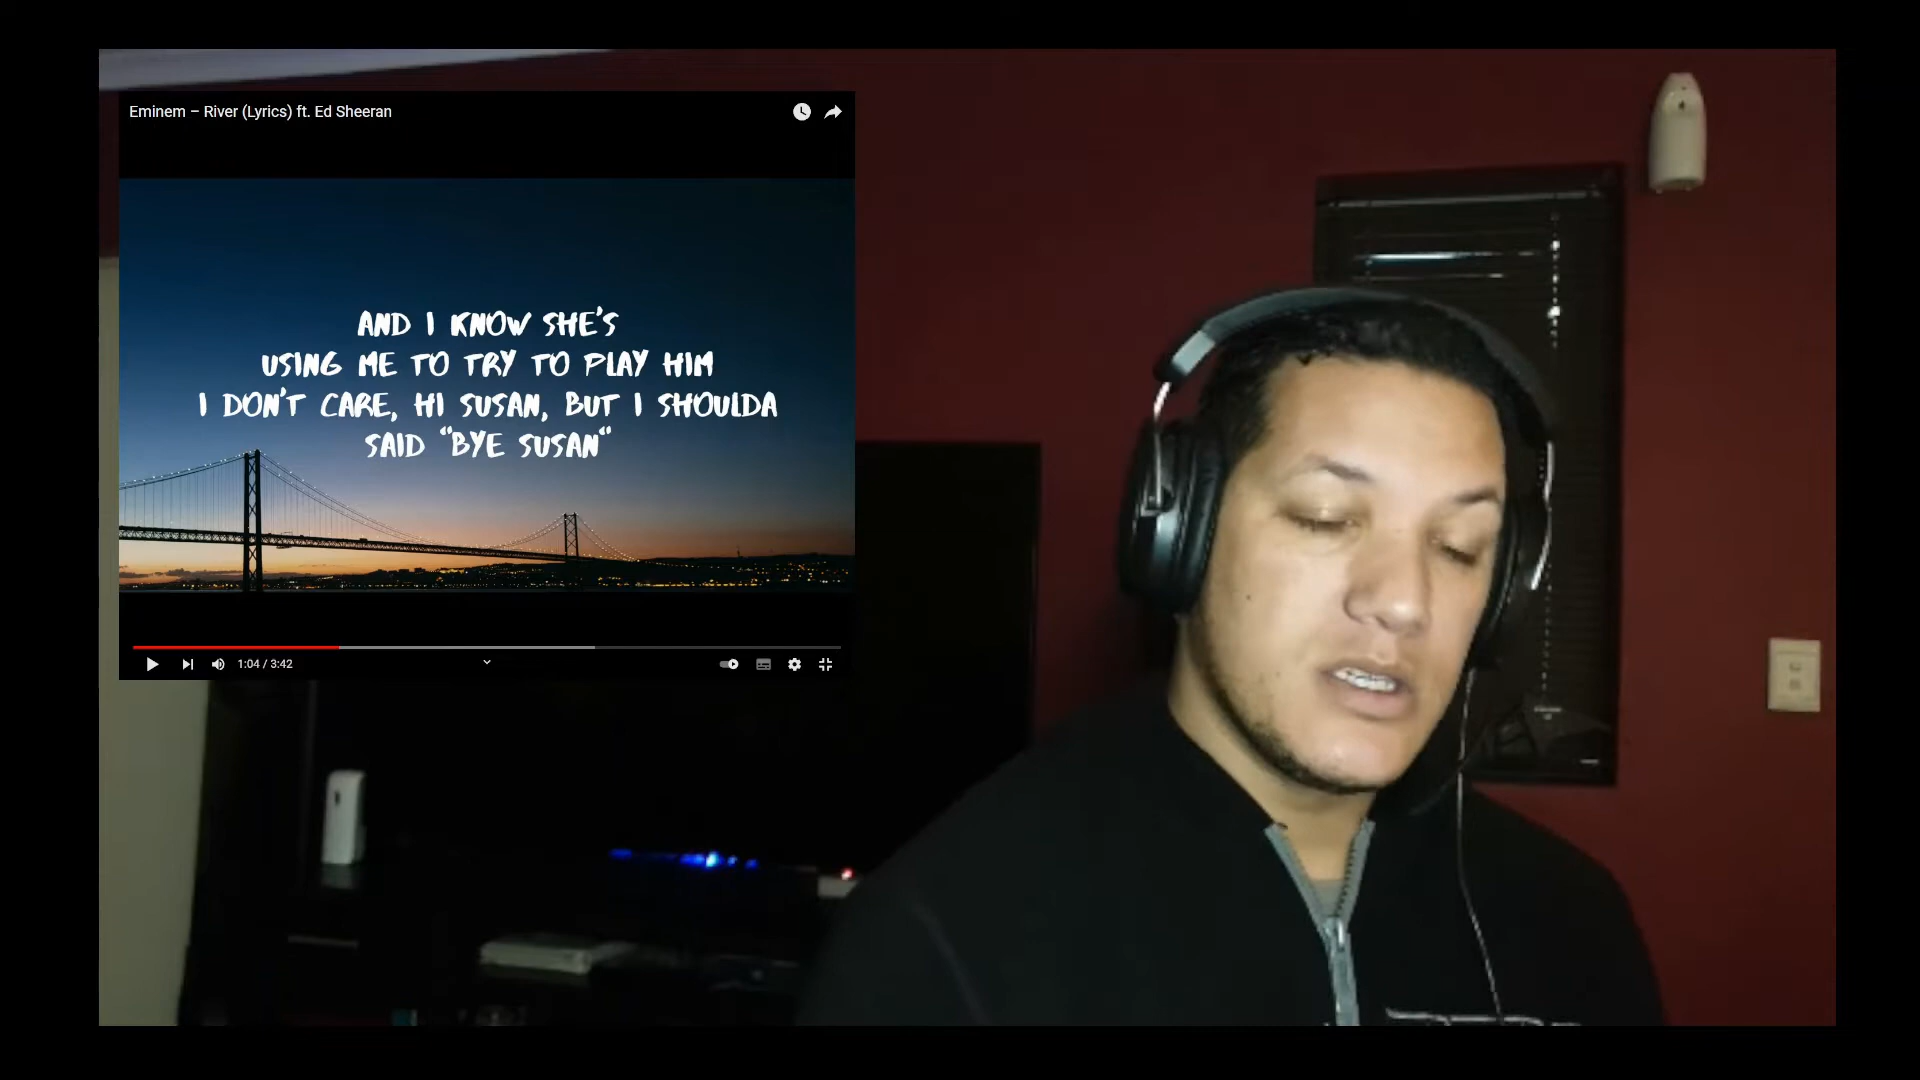 Eminem – River (Lyrics) ft. Ed Sheeran
AND I KNOW SHE'S
USING ME TO TRY TO PLAY HIM
I DON'T CARE, HI SUSAN, BUT I SHOULDA
SAID "BYE SUSAN"
1:04 / 3:42